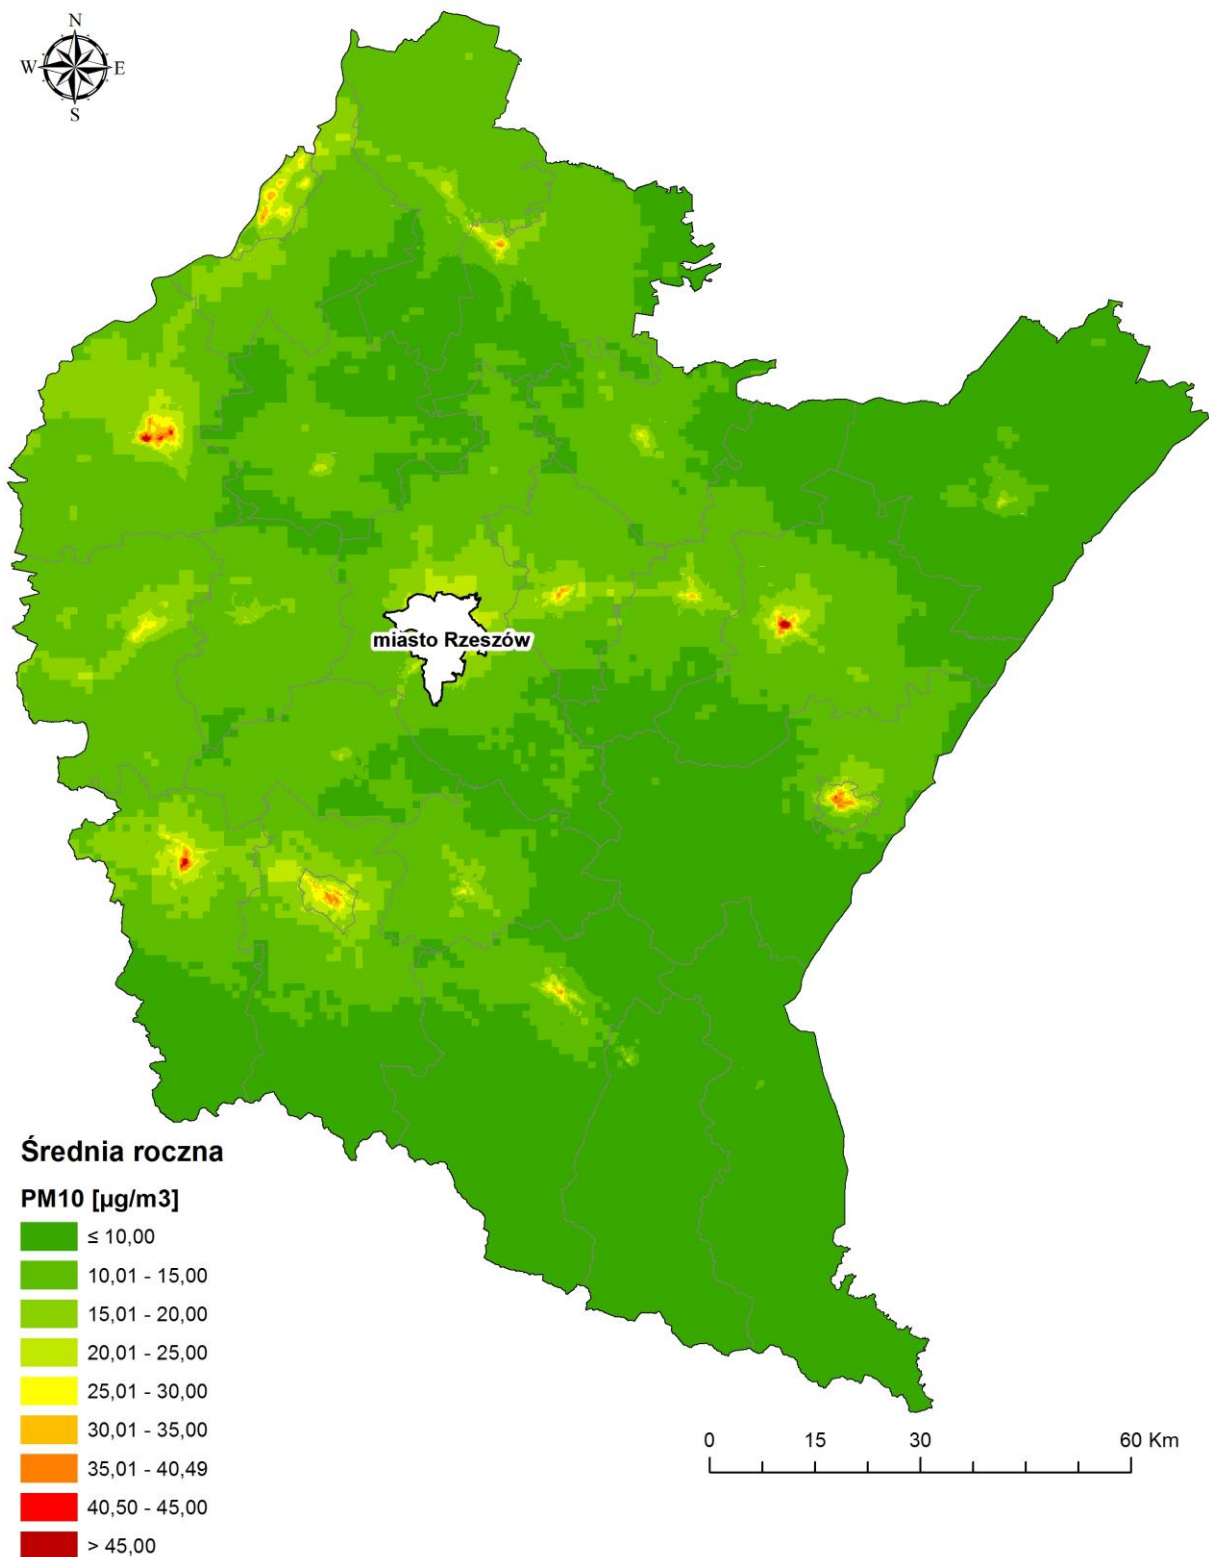 N
W E
S
miasto Rzeszów
Średnia roczna
PM10 [µg/m3]
≤ 10,00
10,01 - 15,00
15,01 - 20,00
20,01 - 25,00
25,01 - 30,00
30,01 - 35,00
35,01 - 40,49
40,50 - 45,00
> 45,00
0 15 30 60 Km